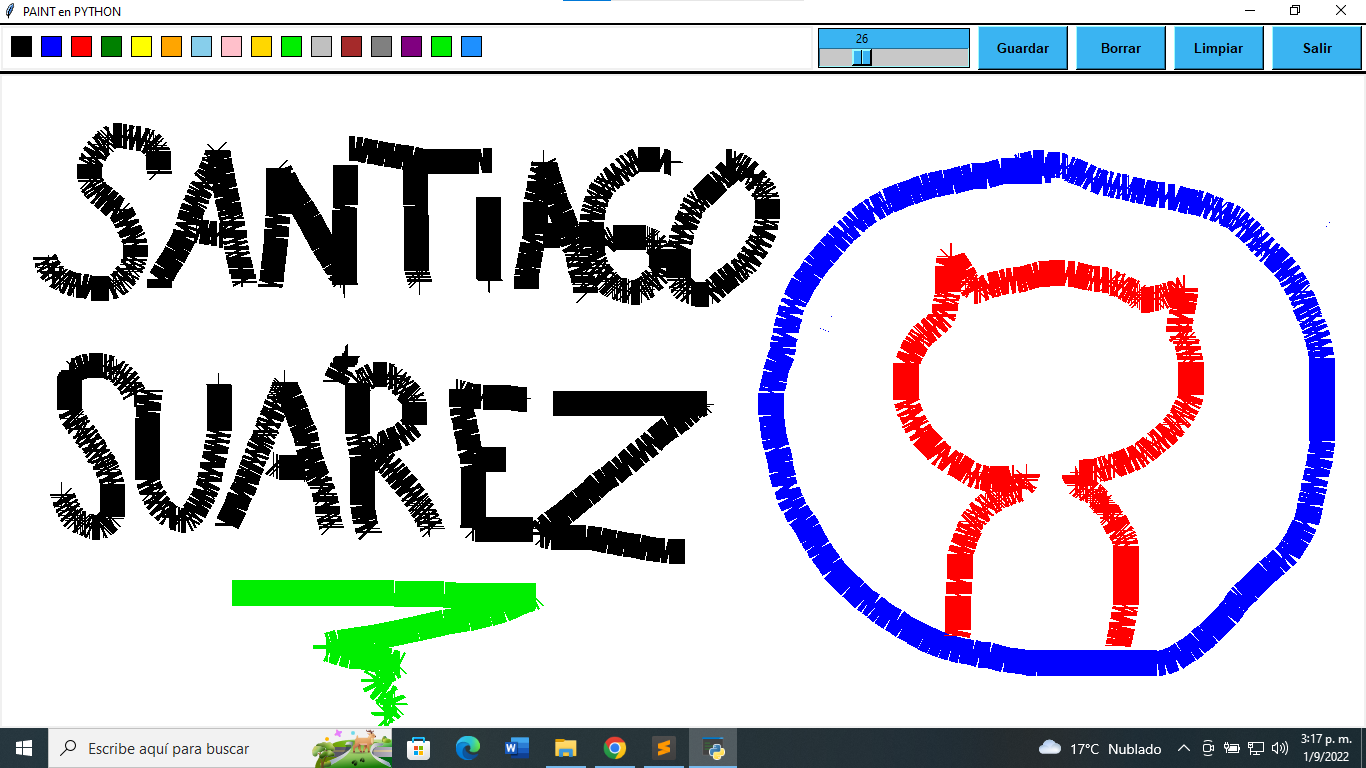 PAINT en PYTHON
26
Guardar
Borrar
Limpiar
Salir
SANTIAGO
SUAREZ
Escribe aquí para buscar
17°C Nublado
3:17 p. m.
1/9/2022